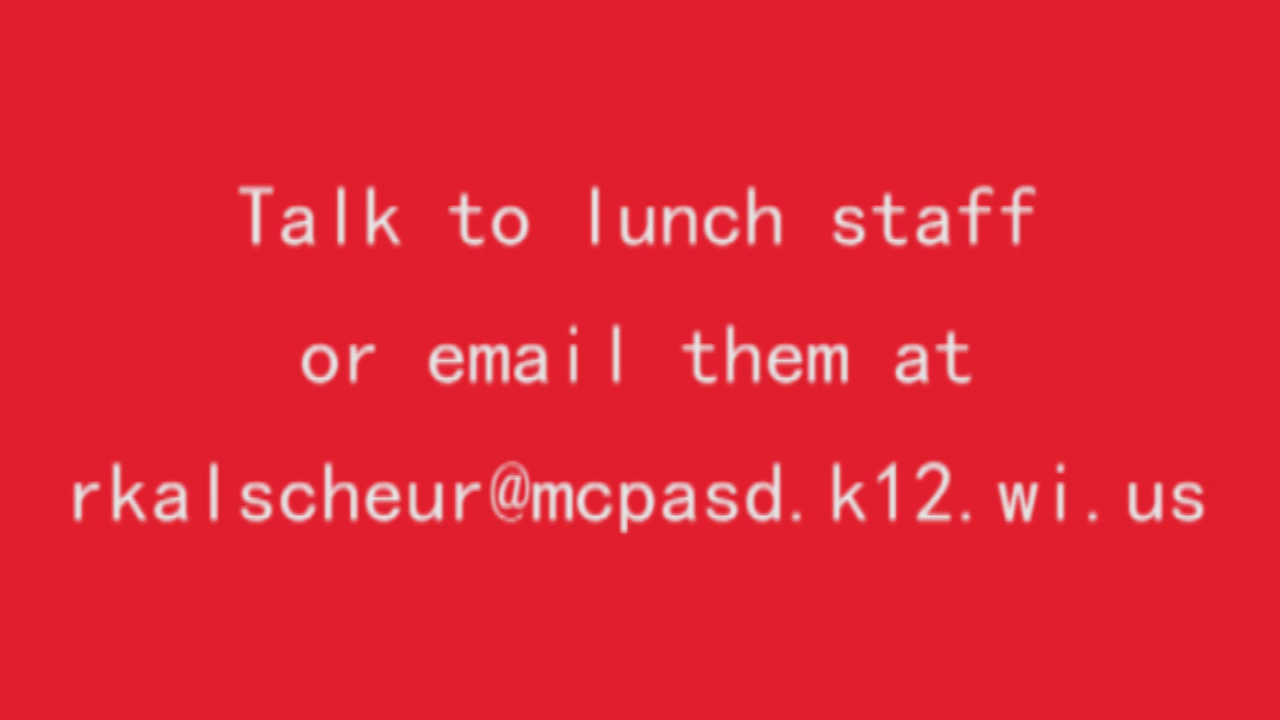 Talk to lunch staff
or email them at
rkalscheur@mcpasd.k12.wi.us